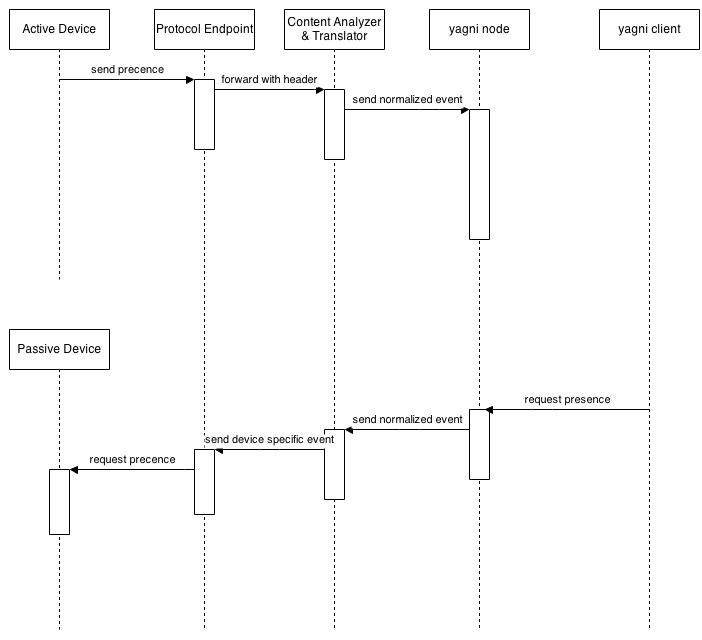 Active Device
Protocol Endpoint
Content Analyzer
& Translator
yagni node
yagni client
send precence
forward with header
send normalized event
Passive Device
request presence
send normalized event
send device specific event
request precence